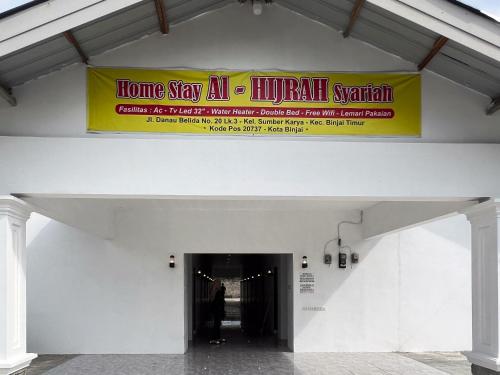 Home Stay Al - HIJRAH Syariah
Fasilitas : Ac - Tv Led 32" - Water Heater - Double Bed - Free Wifi - Lemari Pakaian
Jl. Danau Belida No. 20 Lk.3 - Kel. Sumber Karya - Kec. Binjai Timur
• Kode Pos 20737 - Kota Binjai •